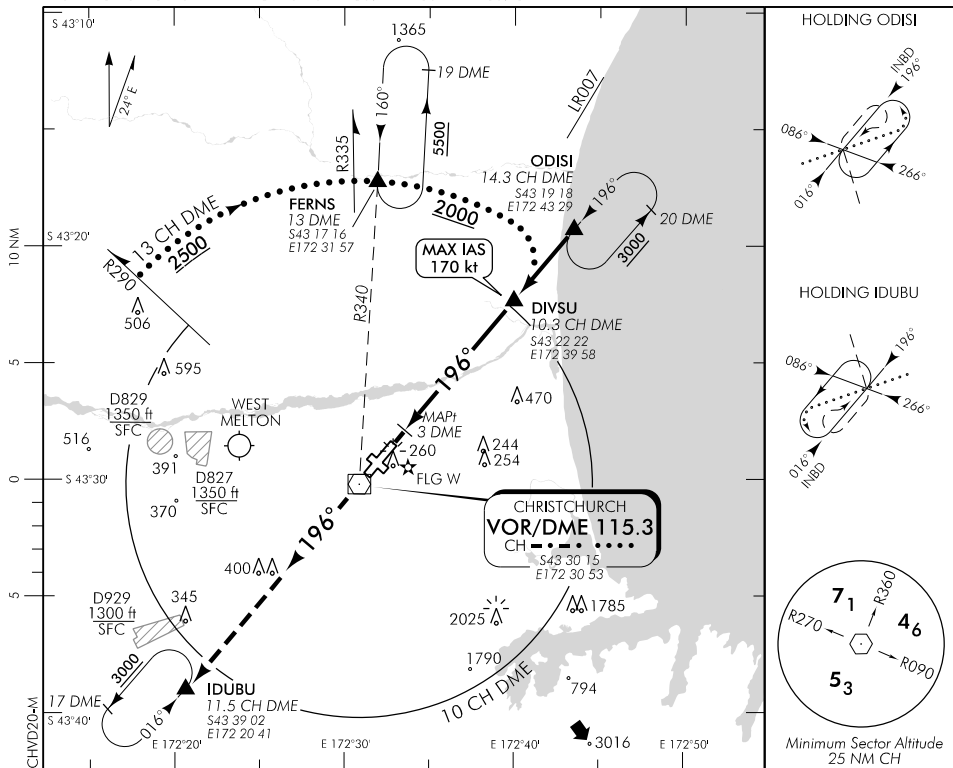 S 43°10'
1365
19 DME
160°
24° E
R335
5500
LR007
ODISI
14.3 CH DME
S43 19 18
E172 43 29
196°
20 DME
3000
FERNS
13 DME
S43 17 16
E172 31 57
2000
13 CH DME
2500
S 43°20'
10 NM
R290
MAX IAS
170 kt
R340
DIVSU
10.3 CH DME
S43 22 22
E172 39 58
506
5
595
196°
470
D829
1350 ft
SFC
WEST
MELTON
MAPt
3 DME
516
391
260
244
254
FLG W
D827
1350 ft
SFC
0
S 43°30'
370
CHRISTCHURCH
VOR/DME 115.3
CH
S43 30 15
E172 30 53
196°
400
5
D929
1300 ft
SFC
345
2025
1785
3000
1790
794
10 CH DME
17 DME
IDUBU
11.5 CH DME
S43 39 02
E172 20 41
016°
S 43°40'
3016
E 172°20'
E 172°30'
E 172°40'
E 172°50'
CHVD20-M
HOLDING ODISI
INBD
196°
086°
266°
016°
HOLDING IDUBU
086°
196°
266°
016°
INBD
71
R360
46
R270
R090
53
Minimum Sector Altitude
25 NM CH